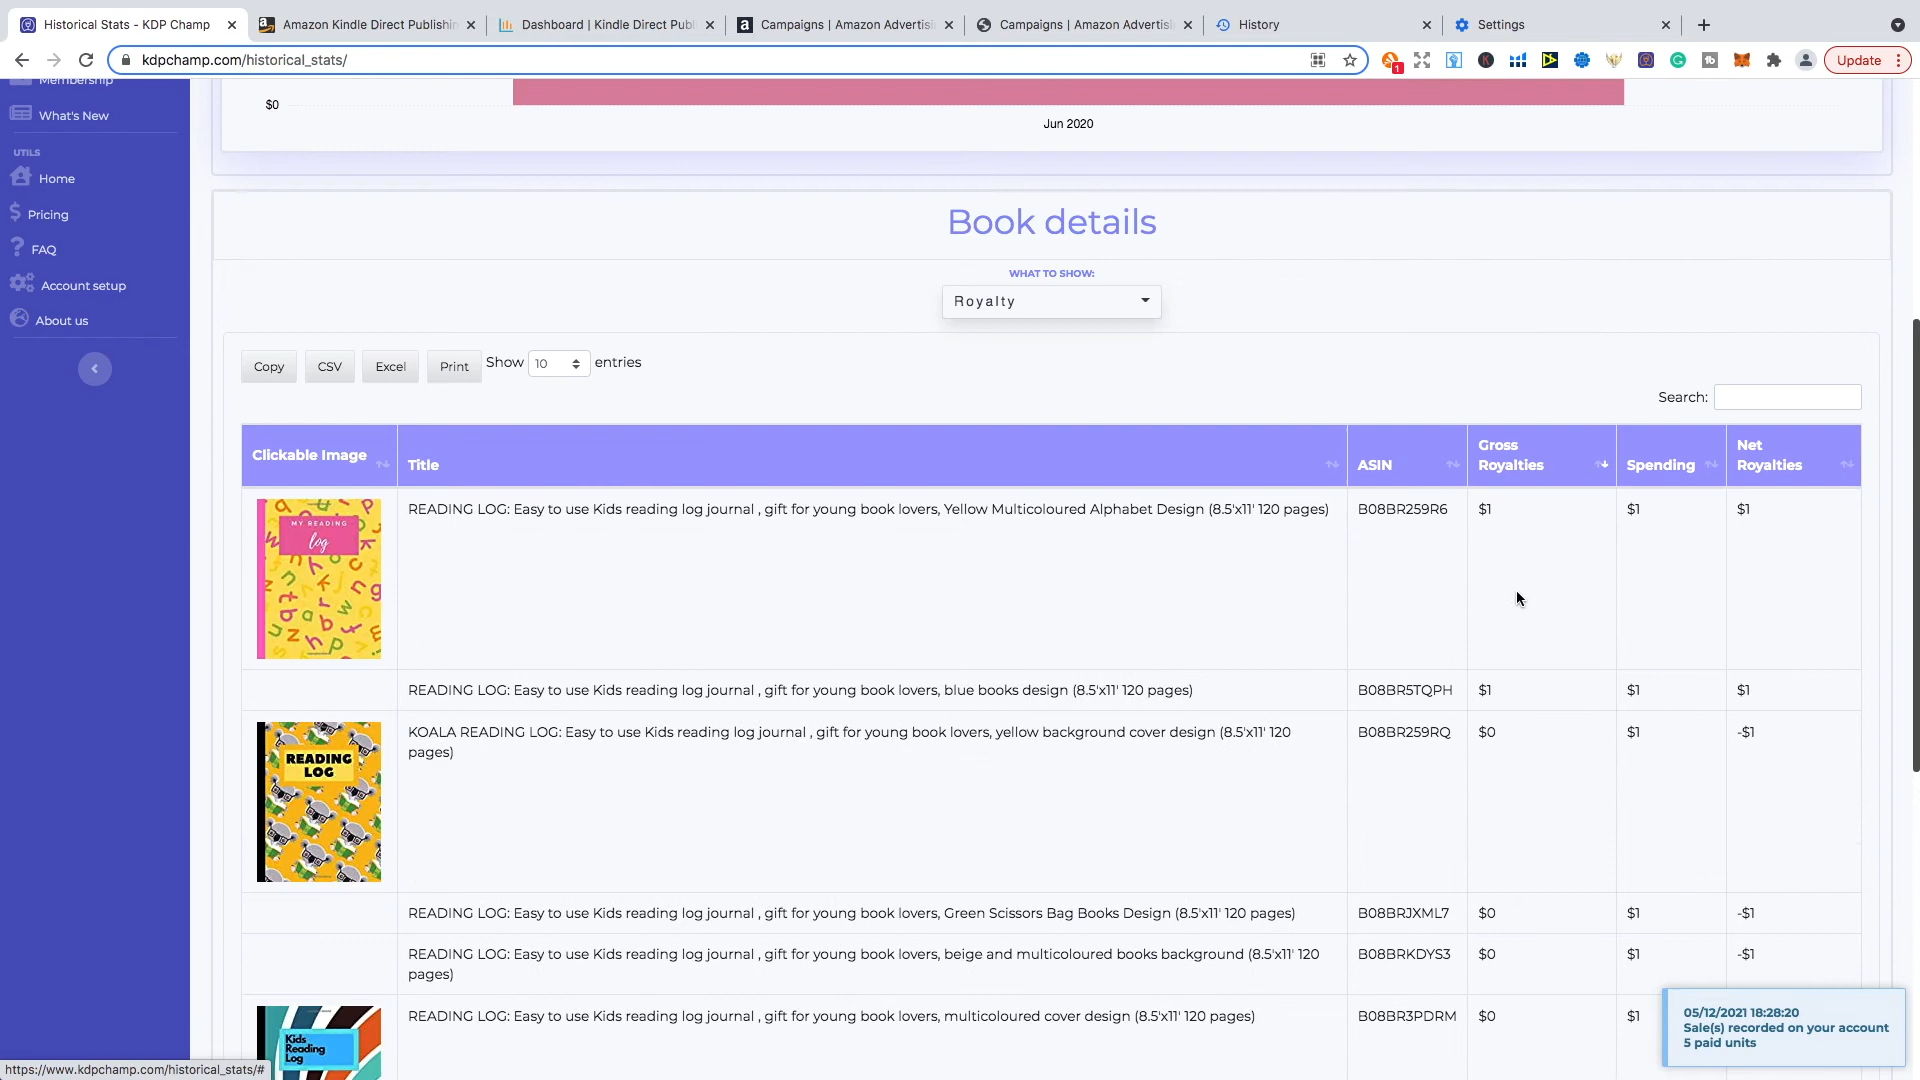 Historical Stats - KDP Champ
Amazon Kindle Direct Publishin
Dashboard | Kindle Direct Publ
Campaigns | Amazon Advertisi
Campaigns | Amazon Advertisi
History
Settings
kdpchamp.com/historical_stats/
1
Update
Membership
What's New
UTILS
Home
Pricing
FAQ
Account setup
About us
$0
Jun 2020
Book details
WHAT TO SHOW:
Royalty
Copy
CSV
Excel
Print
Show 10 entries
Search:
Clickable Image
Title
ASIN
Gross Royalties
Spending
Net Royalties
MY READING
log
READING LOG: Easy to use Kids reading log journal , gift for young book lovers, Yellow Multicoloured Alphabet Design (8.5'x11' 120 pages)
B08BR259R6
$1
$1
$1
READING LOG: Easy to use Kids reading log journal , gift for young book lovers, blue books design (8.5'x11' 120 pages)
B08BR5TQPH
$1
$1
$1
READING
LOG
KOALA READING LOG: Easy to use Kids reading log journal , gift for young book lovers, yellow background cover design (8.5'x11' 120
pages)
B08BR259RQ
$0
$1
-$1
READING LOG: Easy to use Kids reading log journal , gift for young book lovers, Green Scissors Bag Books Design (8.5'x11' 120 pages)
B08BRJXML7
$0
$1
-$1
READING LOG: Easy to use Kids reading log journal , gift for young book lovers, beige and multicoloured books background (8.5'x11' 120
pages)
B08BRKDYS3
$0
$1
-$1
Kids
Reading
Log
READING LOG: Easy to use Kids reading log journal , gift for young book lovers, multicoloured cover design (8.5'x11' 120 pages)
B08BR3PDRM
$0
$1
05/12/2021 18:28:20
Sale(s) recorded on your account
5 paid units
https://www.kdpchamp.com/historical_stats/#